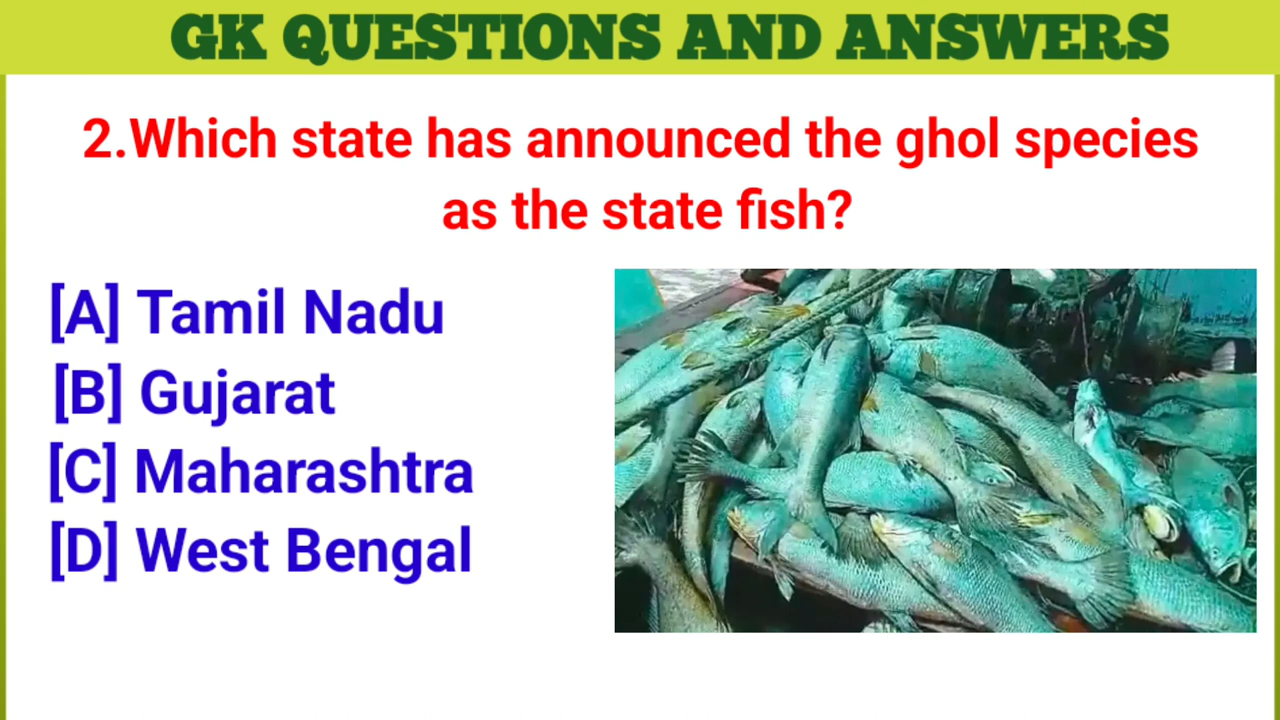 GK QUESTIONS AND ANSWERS
2.Which state has announced the ghol species
as the state fish?
[A] Tamil Nadu
[B] Gujarat
[C] Maharashtra
[D] West Bengal